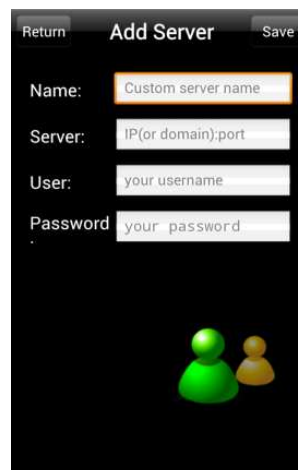 Return Add Server Save
Name: Custom server name
Server: IP(or domain):port
User: your username
Password your password
: